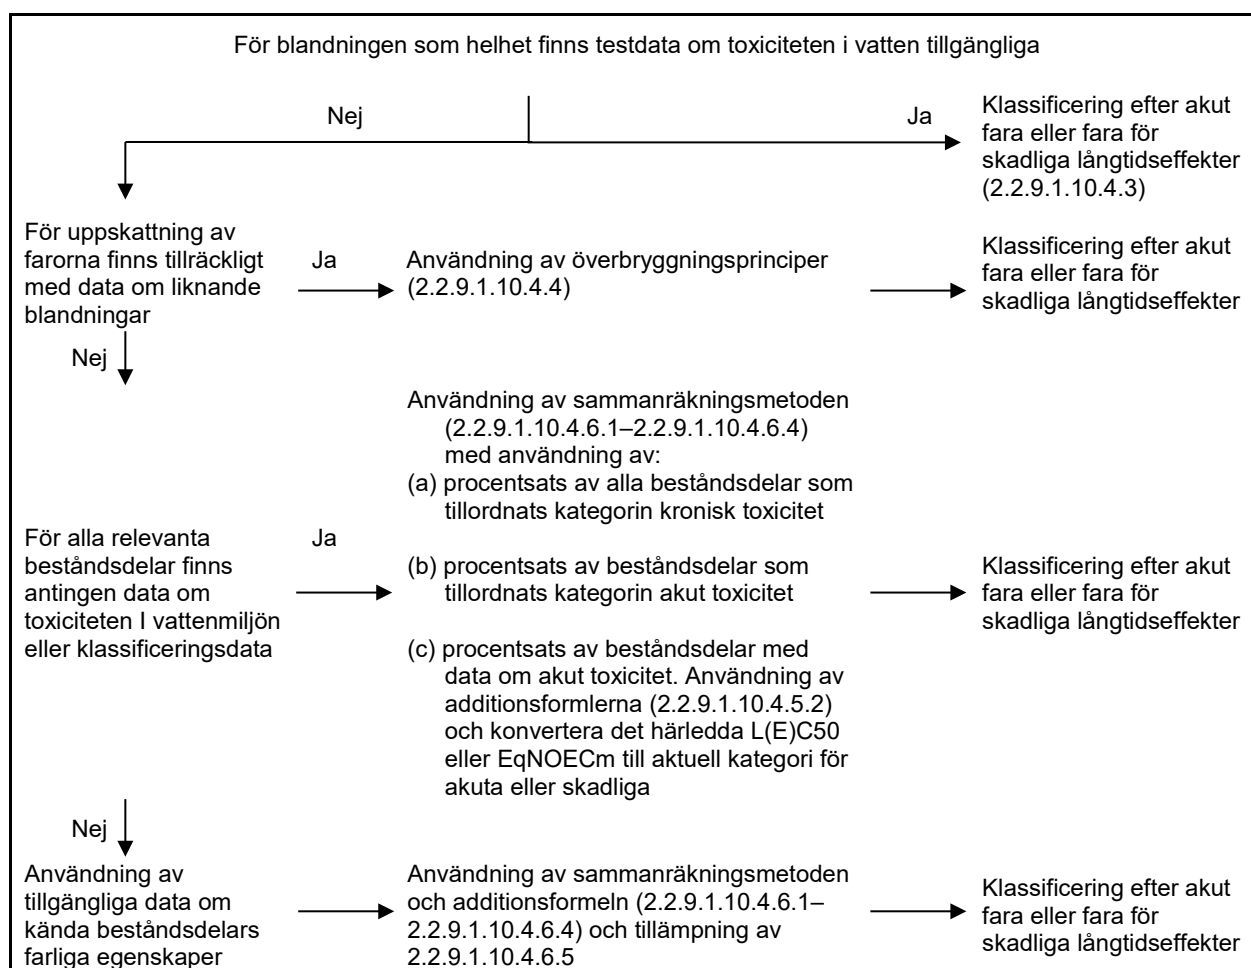 För blandningen som helhet finns testdata om toxiciteten i vatten tillgängliga
Nej
Ja
Klassificering efter akut
fara eller fara för
skadliga långtidseffekter
(2.2.9.1.10.4.3)
För uppskattning av
farorna finns tillräckligt
med data om liknande
blandningar
Ja
Användning av överbryggningsprinciper
(2.2.9.1.10.4.4)
Klassificering efter akut
fara eller fara för
skadliga långtidseffekter
Nej
För alla relevanta
beståndsdelar finns
antingen data om
toxiciteten I vattenmiljön
eller klassificeringsdata
Ja
Användning av sammanräkningsmetoden
(2.2.9.1.10.4.6.1–2.2.9.1.10.4.6.4)
med användning av:
(a) procentsats av alla beståndsdelar som
tillordnats kategorin kronisk toxicitet
(b) procentsats av beståndsdelar som
tillordnats kategorin akut toxicitet
(c) procentsats av beståndsdelar med
data om akut toxicitet. Användning av
additionsformlerna (2.2.9.1.10.4.5.2)
och konvertera det härledda L(E)C50
eller EqNOECm till aktuell kategori för
akuta eller skadliga
Klassificering efter akut
fara eller fara för
skadliga långtidseffekter
Nej
Användning av
tillgängliga data om
kända beståndsdelars
farliga egenskaper
Användning av sammanräkningsmetoden
och additionsformeln (2.2.9.1.10.4.6.1–
2.2.9.1.10.4.6.4) och tillämpning av
2.2.9.1.10.4.6.5
Klassificering efter akut
fara eller fara för
skadliga långtidseffekter